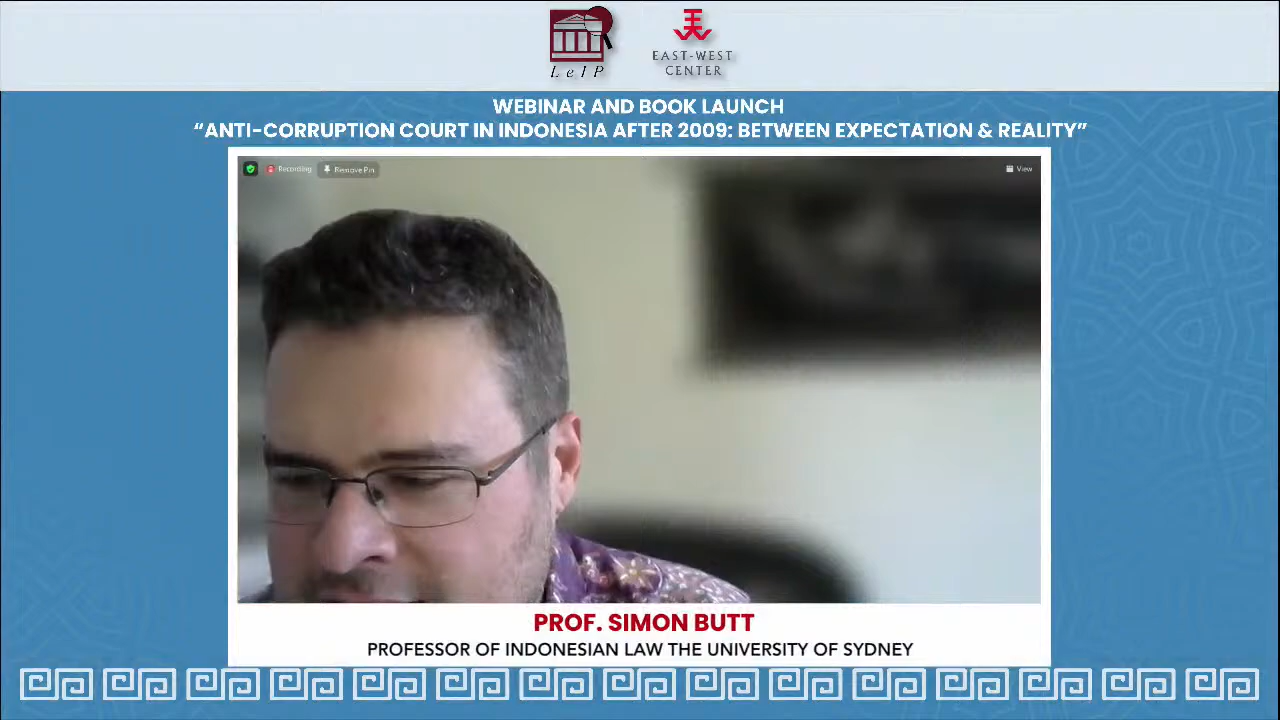 LeIP
EAST-WEST
CENTER
WEBINAR AND BOOK LAUNCH
“ANTI-CORRUPTION COURT IN INDONESIA AFTER 2009: BETWEEN EXPECTATION & REALITY”
Recording
Remove Pin
View
PROF. SIMON BUTT
PROFESSOR OF INDONESIAN LAW THE UNIVERSITY OF SYDNEY